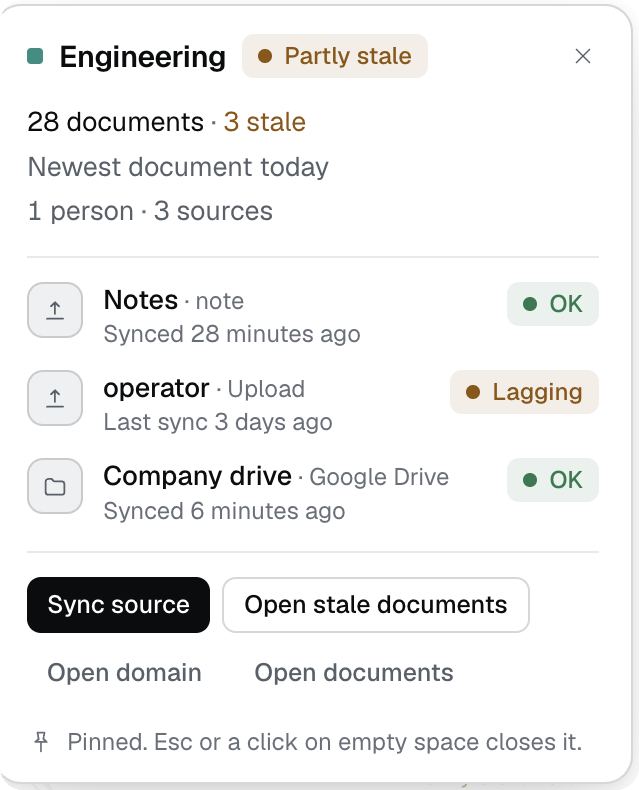 Engineering
Partly stale
28 documents · 3 stale
Newest document today
1 person · 3 sources
Notes · note
OK
Synced 28 minutes ago
operator · Upload
Lagging
Last sync 3 days ago
Company drive · Google Drive
OK
Synced 6 minutes ago
Sync source
Open stale documents
Open domain
Open documents
Pinned. Esc or a click on empty space closes it.